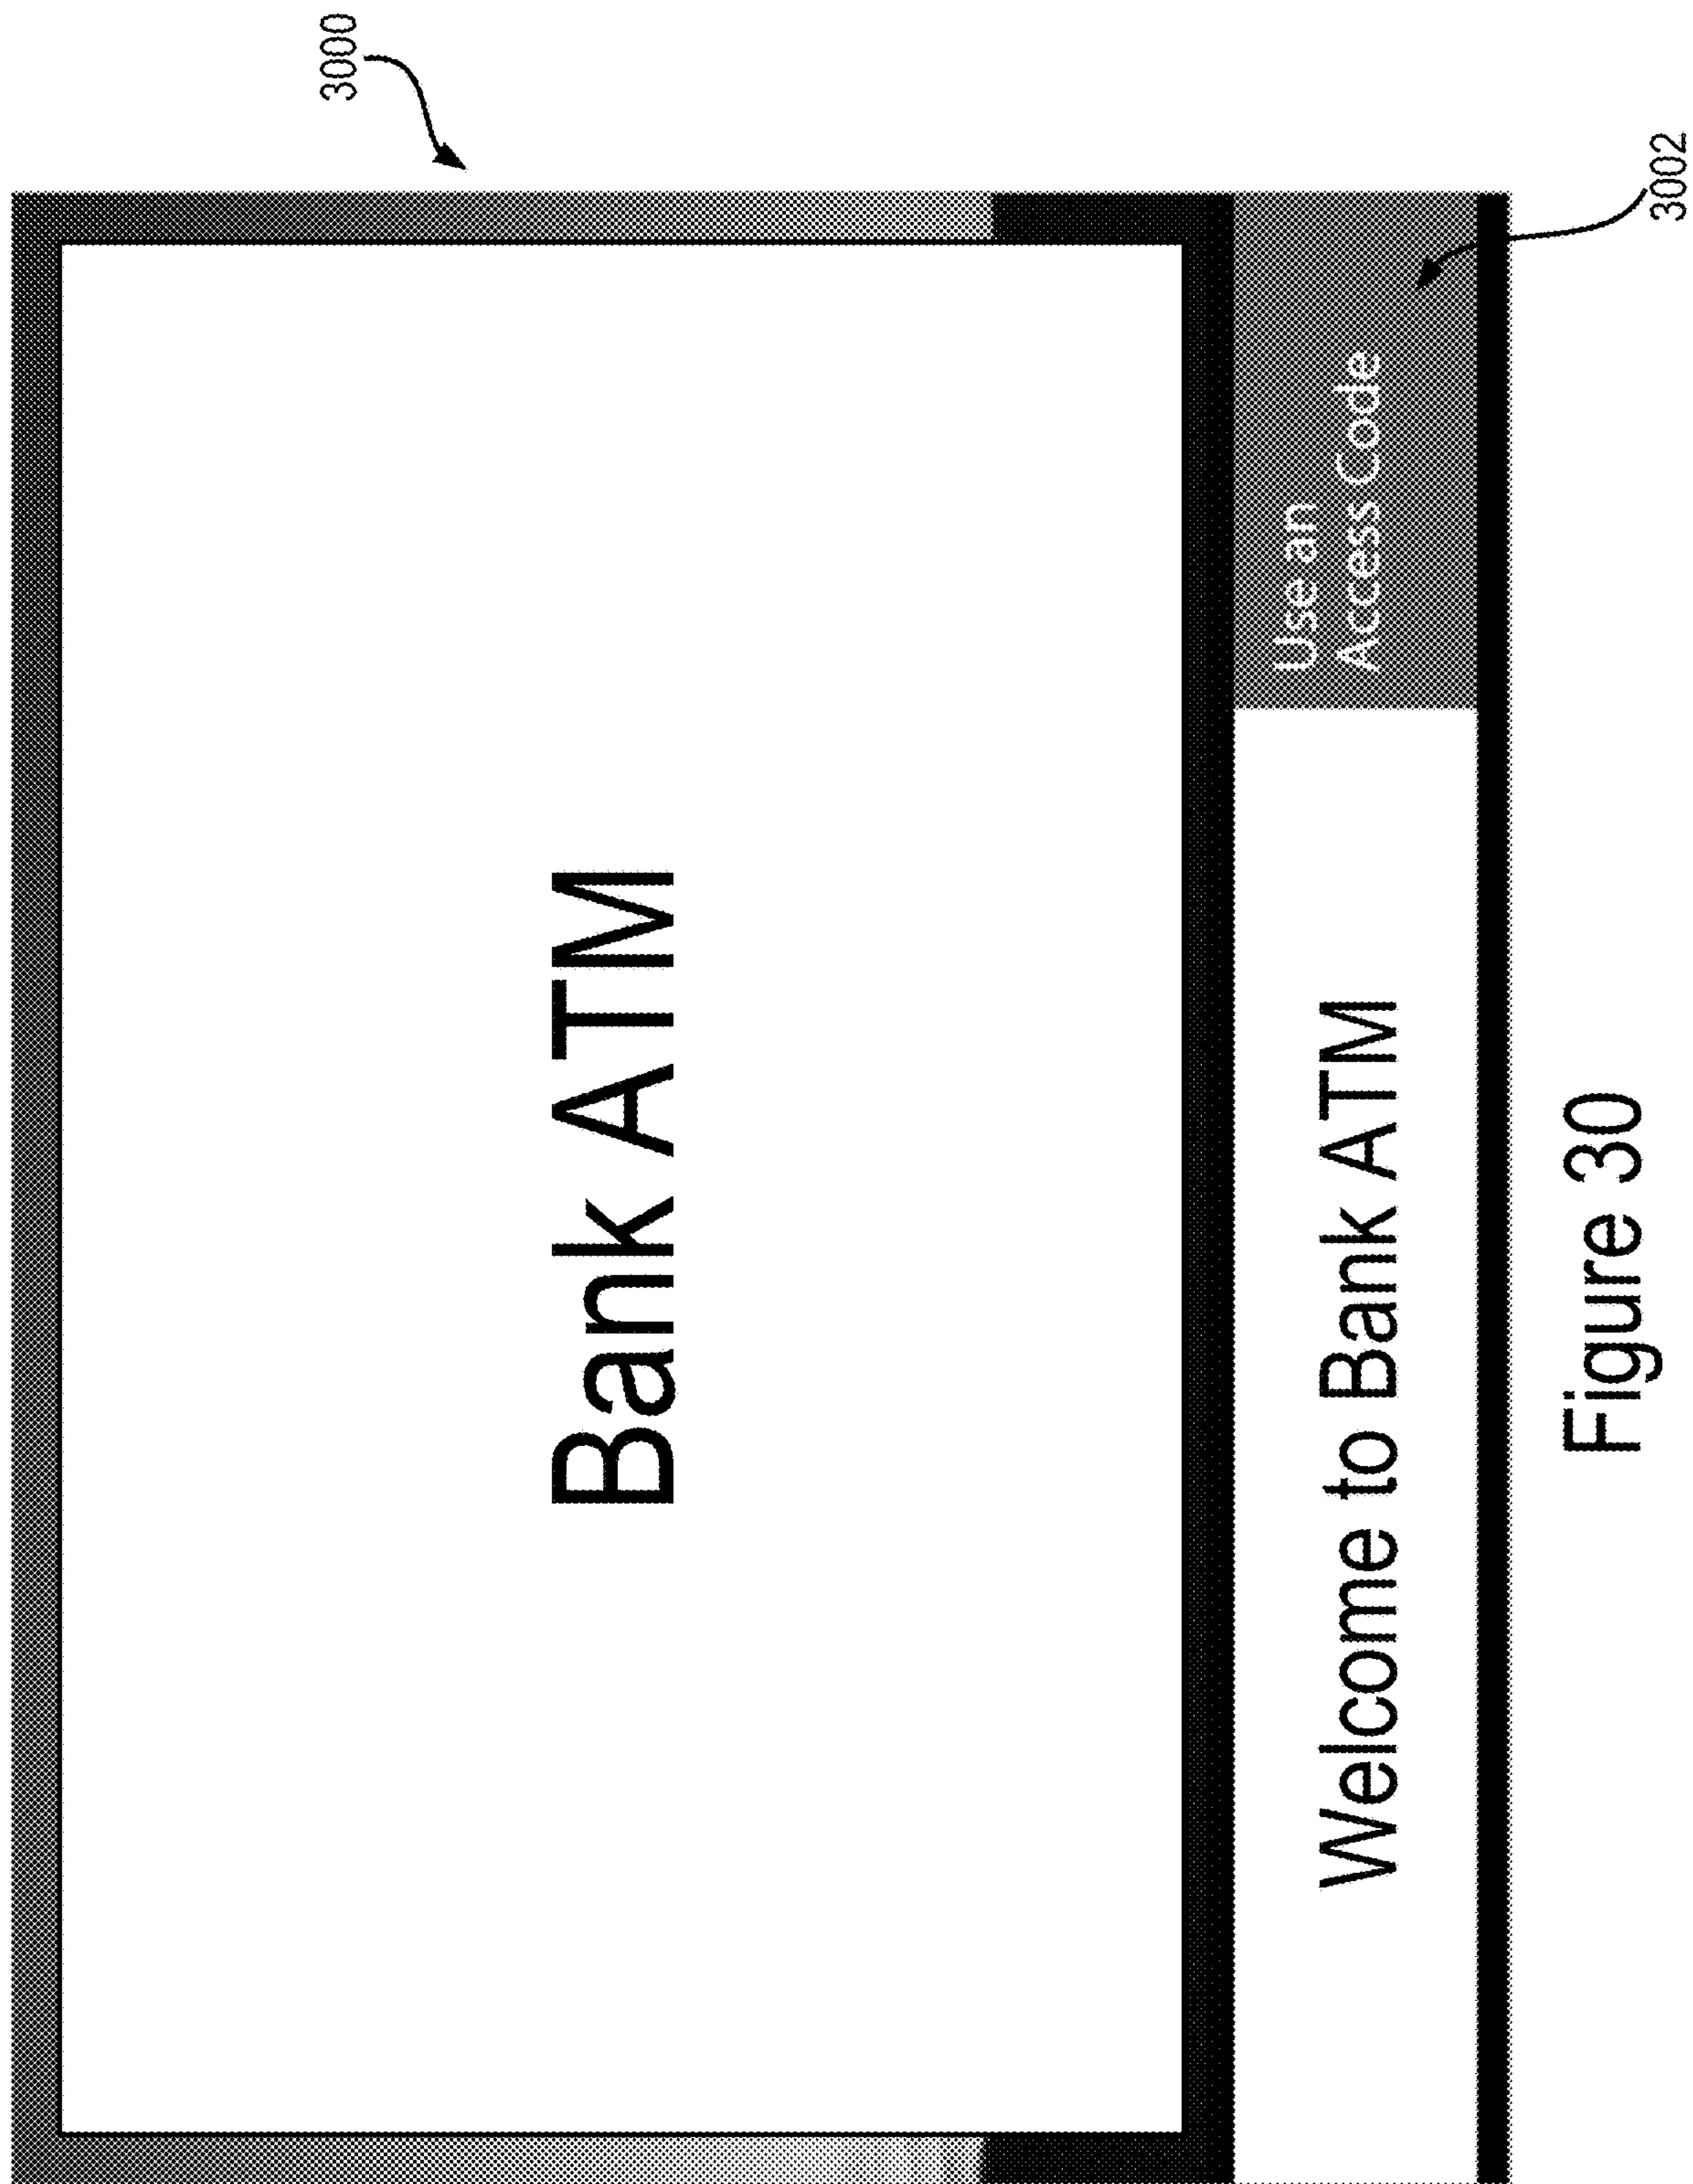 3000
Bank ATM
Welcome to Bank ATM
Use an
Access Code
3002
Figure 30